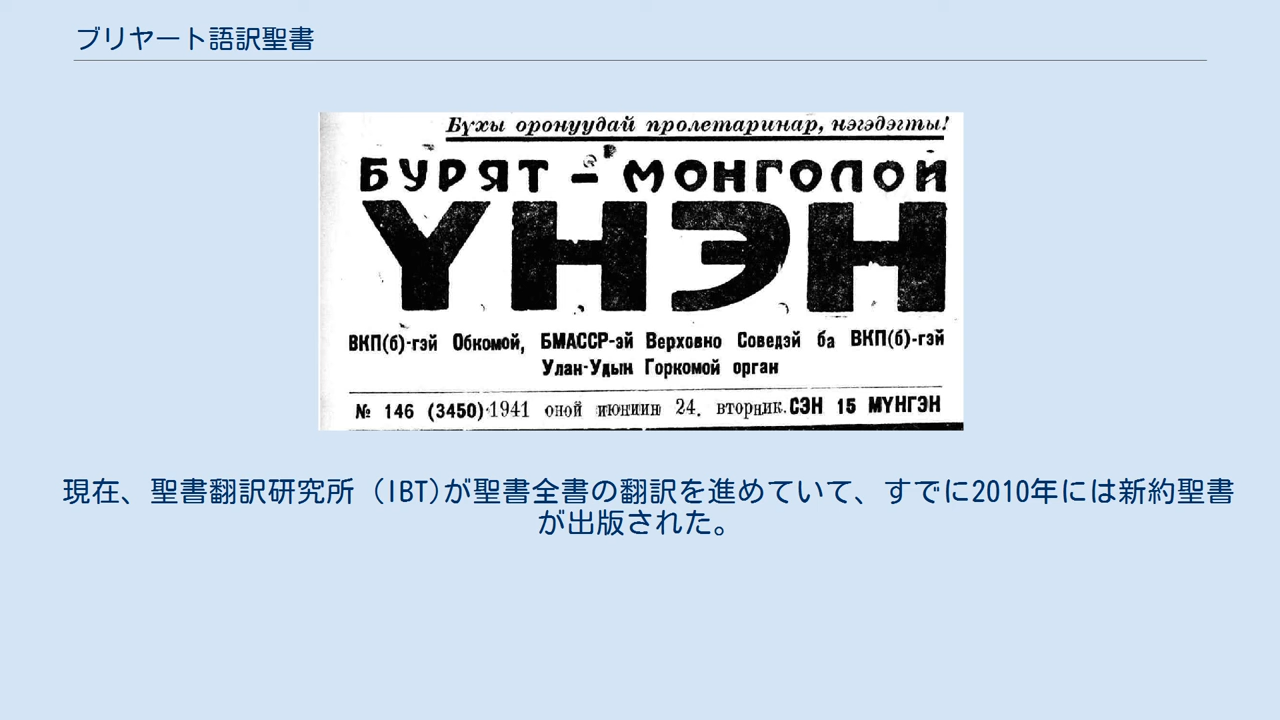 ブリヤート語訳聖書
Бүхы оронуудай пролетаринар, нэгэдэгты!
БУРЯТ-МОНГОЛОЙ
ҮНЭН
ВКП(б)-гэй Обкомой, БМАССР-эй Верховно Соведэй ба ВКП(б)-гэй
Улан-Удын Горкомой орган
№ 146 (3450) 1941 оной июниин 24. вторник. СЭН 15 МҮНГЭН
現在、聖書翻訳研究所 (IBT)が聖書全書の翻訳を進めていて、すでに2010年には新約聖書
が出版された。